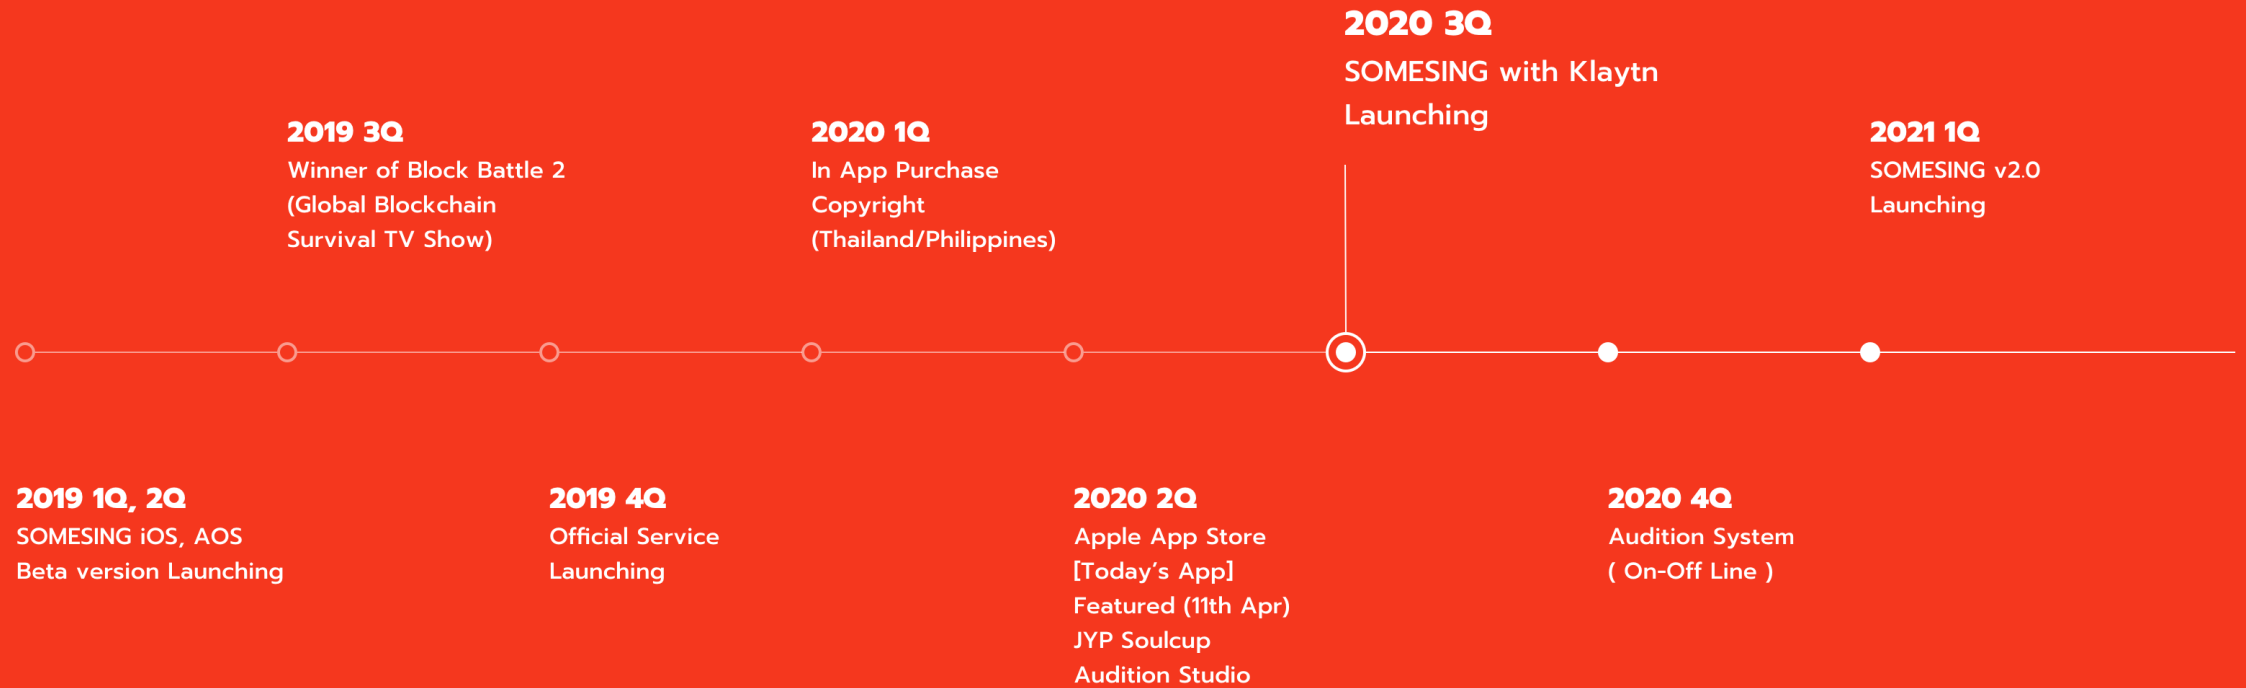 2019 1Q, 2Q
SOMESING iOS, AOS
Beta version Launching
2019 3Q
Winner of Block Battle 2
(Global Blockchain
Survival TV Show)
2019 4Q
Official Service
Launching
2020 1Q
In App Purchase
Copyright
(Thailand/Philippines)
2020 2Q
Apple App Store
[Today’s App]
Featured (11th Apr)
JYP Soulcup
Audition Studio
2020 3Q
SOMESING with Klaytn
Launching
2020 4Q
Audition System
( On-Off Line )
2021 1Q
SOMESING v2.0
Launching